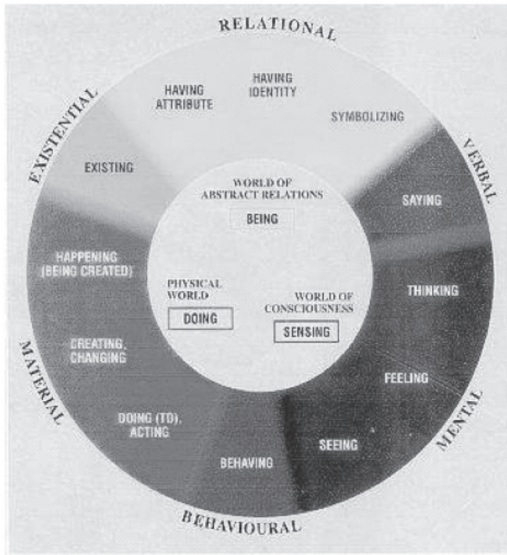 RELATIONAL
HAVING
ATTRIBUTE
HAVING
IDENTITY
SYMBOLIZING
EXISTENTIAL
EXISTING
VERBAL
SAYING
WORLD OF
ABSTRACT RELATIONS
BEING
HAPPENING
(BEING CREATED)
PHYSICAL
WORLD
DOING
WORLD OF
CONSCIOUSNESS
SENSING
THINKING
CREATING,
CHANGING
FEELING
MATERIAL
DOING (TO),
ACTING
BEHAVING
SEEING
MENTAL
BEHAVIOURAL